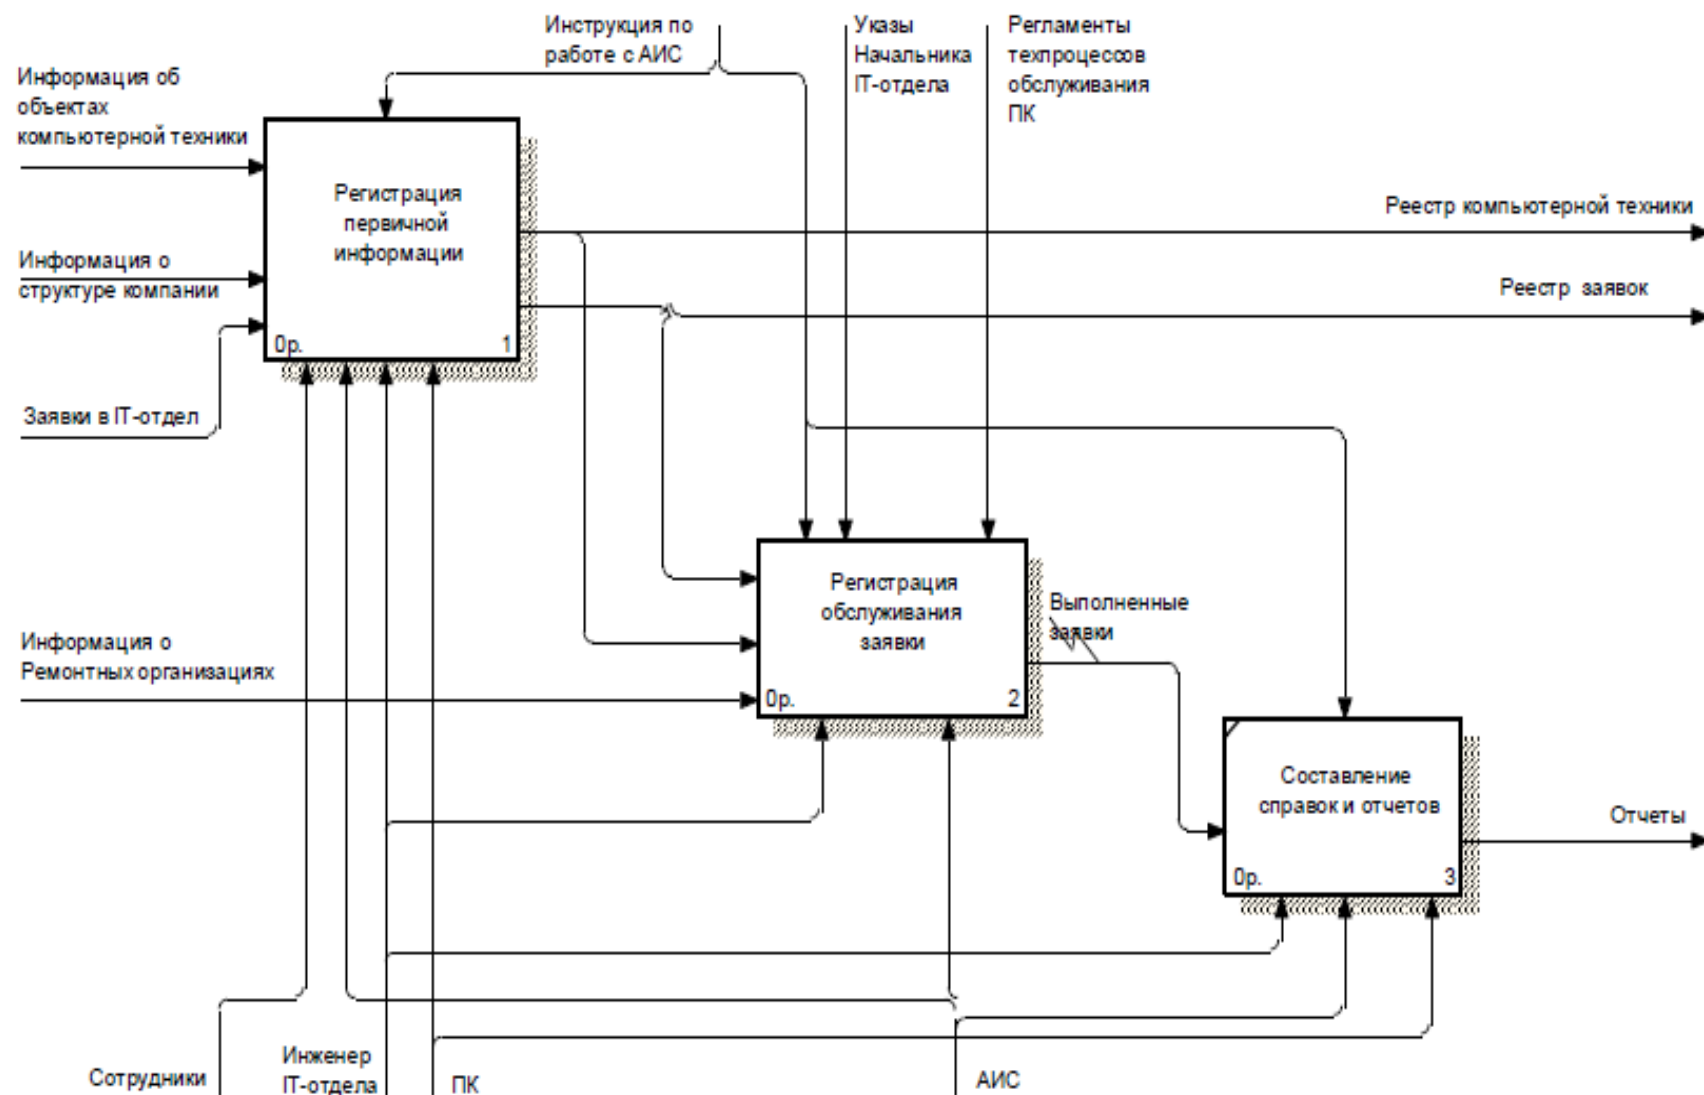 Инструкция по
работе с АИС
Указы
Начальника
IT-отдела
Регламенты
техпроцессов
обслуживания
ПК
Информация об
объектах
компьютерной техники
Регистрация
первичной
информации
0р.
1
Информация о
структуре компании
Заявки в IT-отдел
Реестр компьютерной техники
Реестр заявок
Регистрация
обслуживания
заявки
0р.
2
Выполненные
заявки
Информация о
Ремонтных организациях
Составление
справок и отчетов
0р.
3
Отчеты
Сотрудники
Инженер
IT-отдела
ПК
АИС